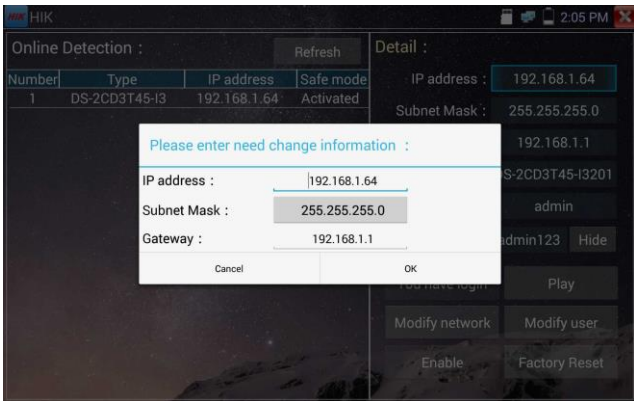 HIK HIK 2:05 PM
Online Detection : Refresh Detail :
Number Type IP address Safe mode
1 DS-2CD3T45-I3 192.168.1.64 Activated
IP address : 192.168.1.64
Subnet Mask : 255.255.255.0
192.168.1.1
S-2CD3T45-I3201
admin
admin123 Hide
Please enter need change information :
IP address : 192.168.1.64
Subnet Mask : 255.255.255.0
Gateway : 192.168.1.1
Cancel OK
You have login Play
Modify network Modify user
Enable Factory Reset